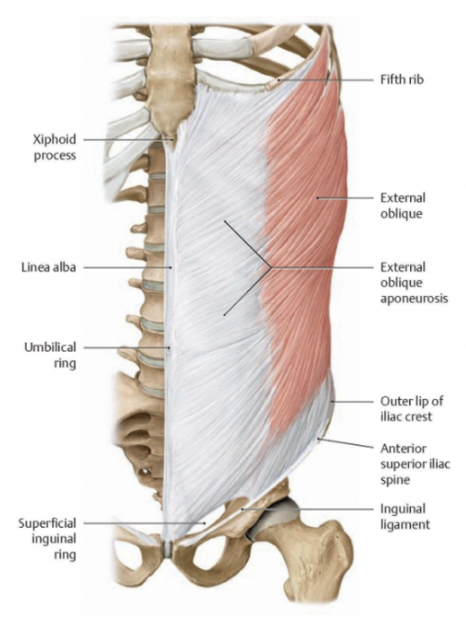 Fifth rib
Xiphoid
process
External
oblique
Linea alba
External
oblique
aponeurosis
Umbilical
ring
Outer lip of
iliac crest
Anterior
superior iliac
spine
Inguinal
ligament
Superficial
inguinal
ring